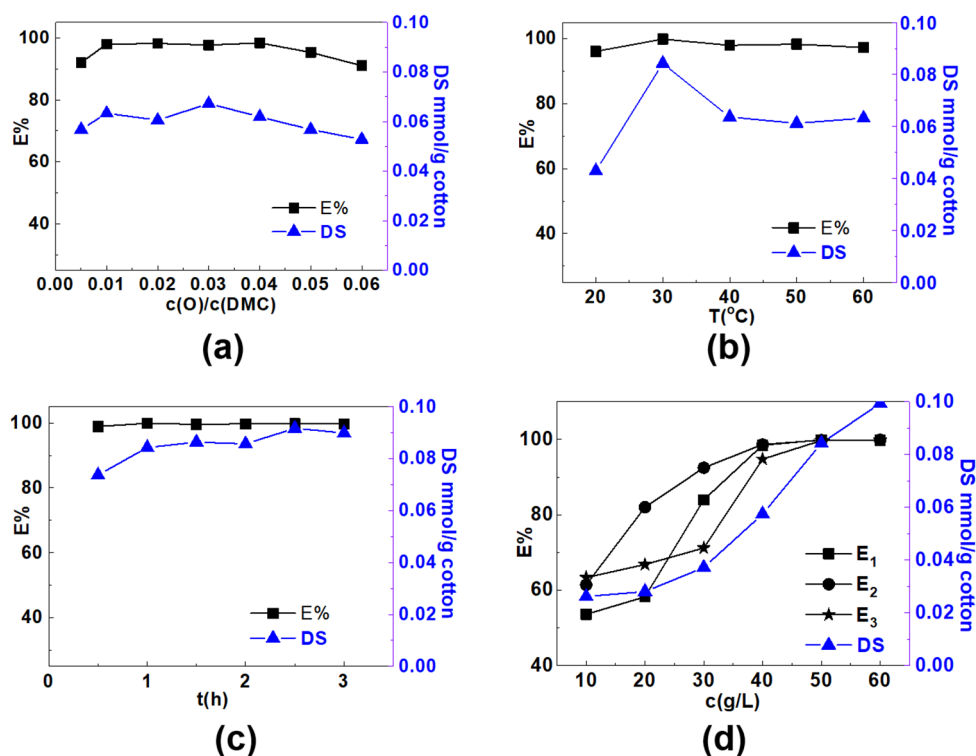 100
80
60
40
E%
0.10
0.08
0.06
0.04
0.02
0.00
DS mmol/g cotton
E%
DS
0.00 0.01 0.02 0.03 0.04 0.05 0.06
c(O)/c(DMC)
(a)
100
80
60
40
E%
0.10
0.08
0.06
0.04
0.02
0.00
DS mmol/g cotton
E%
DS
20 30 40 50 60
T(°C)
(b)
100
80
60
40
E%
0.10
0.08
0.06
0.04
0.02
0.00
DS mmol/g cotton
E%
DS
0 1 2 3
t(h)
(c)
100
80
60
40
E%
0.10
0.08
0.06
0.04
0.02
0.00
DS mmol/g cotton
E₁
E₂
E₃
DS
10 20 30 40 50 60
c(g/L)
(d)